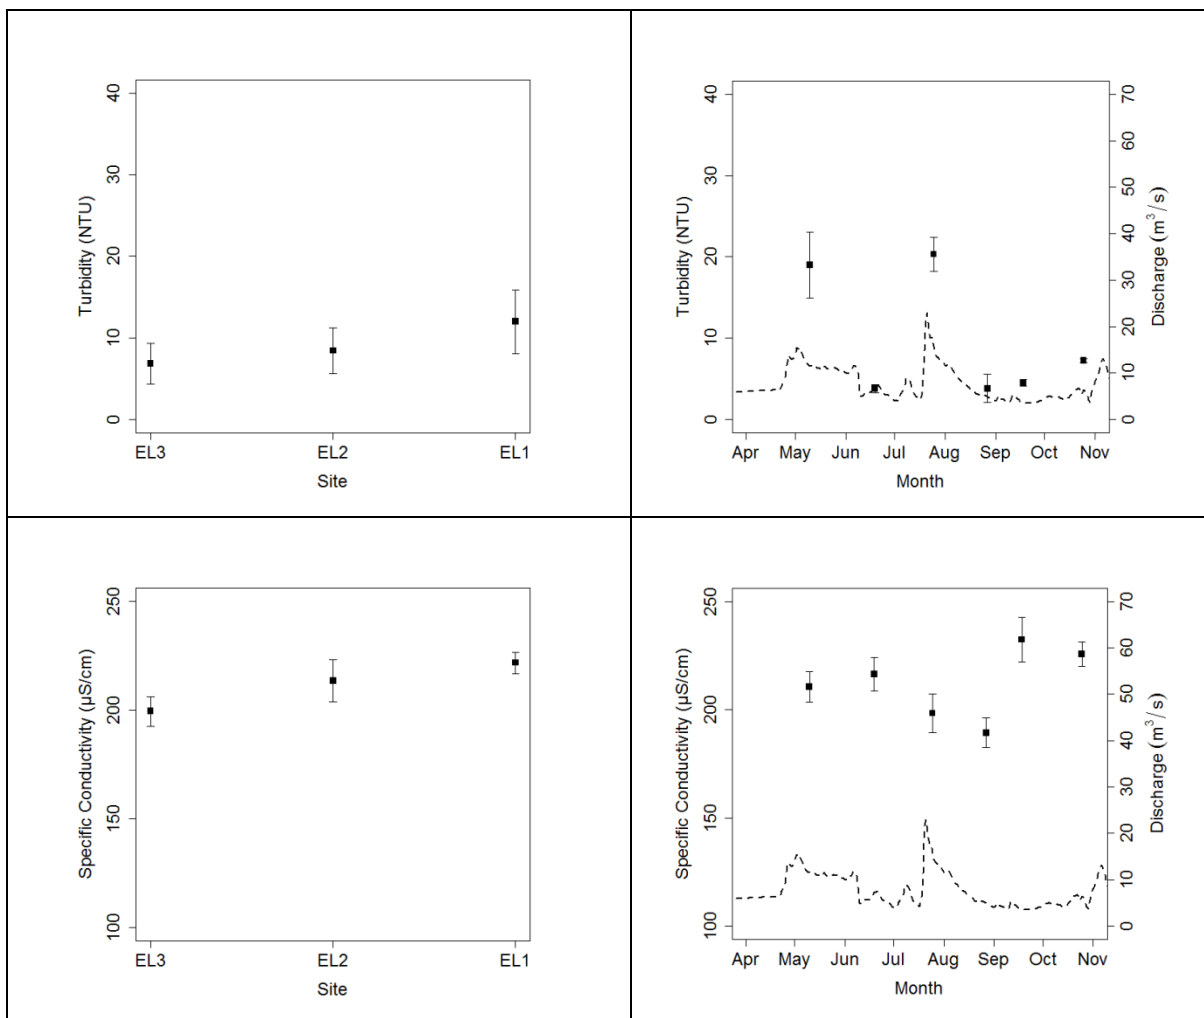 Turbidity (NTU)
0
10
20
30
40
EL3 EL2 EL1
Site
Turbidity (NTU)
0
10
20
30
40
Apr May Jun Jul Aug Sep Oct Nov
Month
0
10
20
30
40
50
60
70
Discharge (m³/s)
Specific Conductivity (µS/cm)
100
150
200
250
EL3 EL2 EL1
Site
Specific Conductivity (µS/cm)
100
150
200
250
Apr May Jun Jul Aug Sep Oct Nov
Month
0
10
20
30
40
50
60
70
Discharge (m³/s)